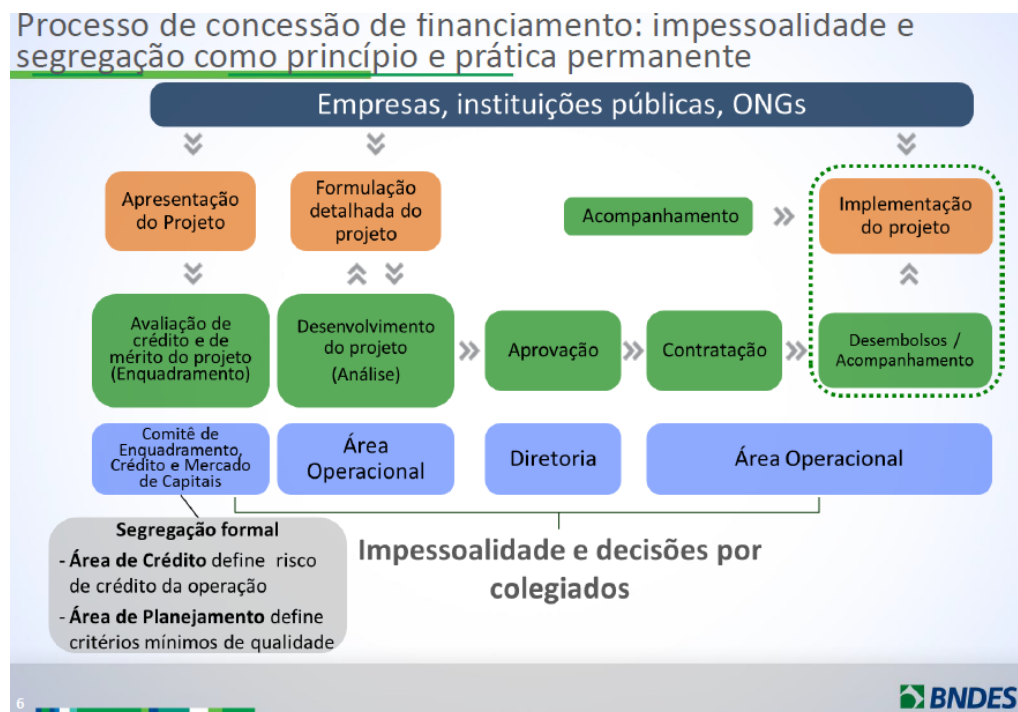 Processo de concessão de financiamento: impessoalidade e
segregação como princípio e prática permanente
Empresas, instituições públicas, ONGs
Apresentação
do Projeto
Formulação
detalhada do
projeto
Acompanhamento
Implementação
do projeto
Avaliação de
crédito e de
mérito do projeto
(Enquadramento)
Desenvolvimento
do projeto
(Análise)
Aprovação
Contratação
Desembolsos /
Acompanhamento
Comitê de
Enquadramento,
Crédito e Mercado
de Capitais
Área
Operacional
Diretoria
Área Operacional
Segregação formal
- Área de Crédito define risco
de crédito da operação
- Área de Planejamento define
critérios mínimos de qualidade
Impessoalidade e decisões por
colegiados
6
BNDES